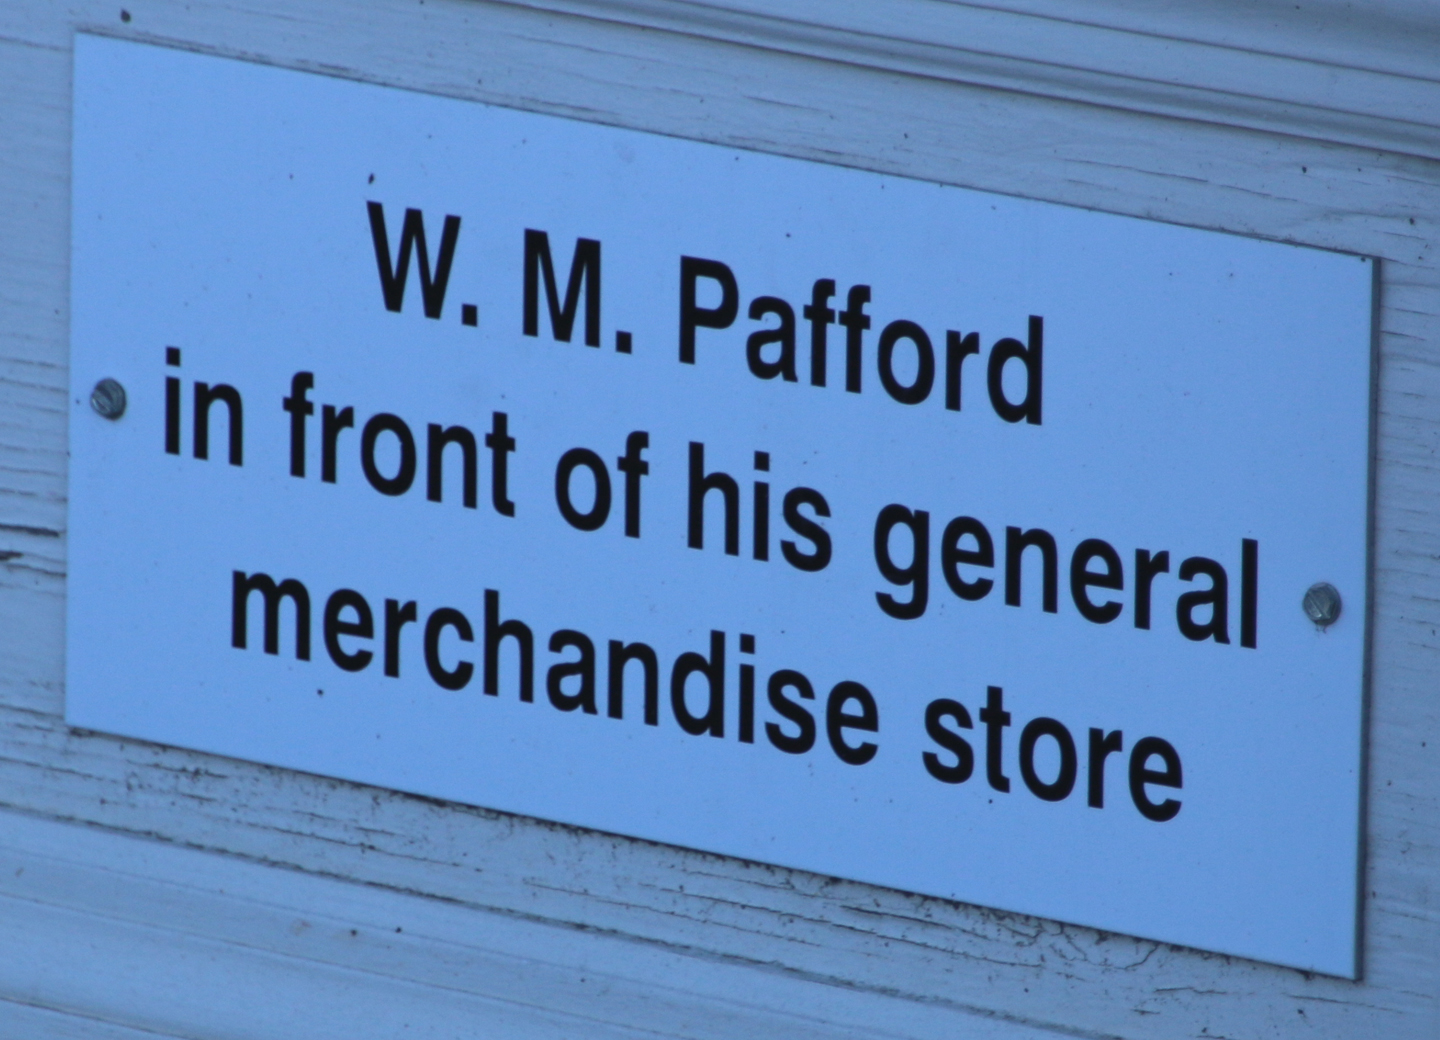 W. M. Pafford
in front of his general
merchandise store